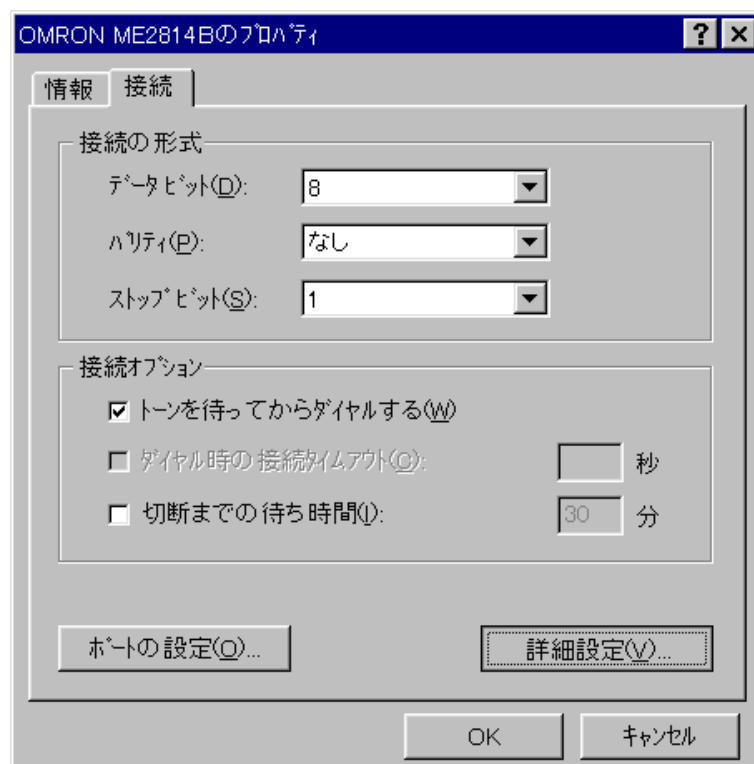 OMRON ME2814Bのﾌﾟﾛﾊﾟﾃｨ
情報 接続
接続の形式
ﾃﾞｰﾀ ﾋﾞｯﾄ(D): 8
ﾊﾟﾘﾃｨ(P): なし
ｽﾄｯﾌﾟ ﾋﾞｯﾄ(S): 1
接続ｵﾌﾟｼｮﾝ
ﾄｰﾝを待ってからﾀﾞｲﾔﾙする(W)
ﾀﾞｲﾔﾙ時の接続ﾀｲﾑｱｳﾄ(C): 秒
切断までの待ち時間(I): 30 分
ﾎﾟｰﾄの設定(O)... 詳細設定(V)...
OK ｷｬﾝｾﾙ